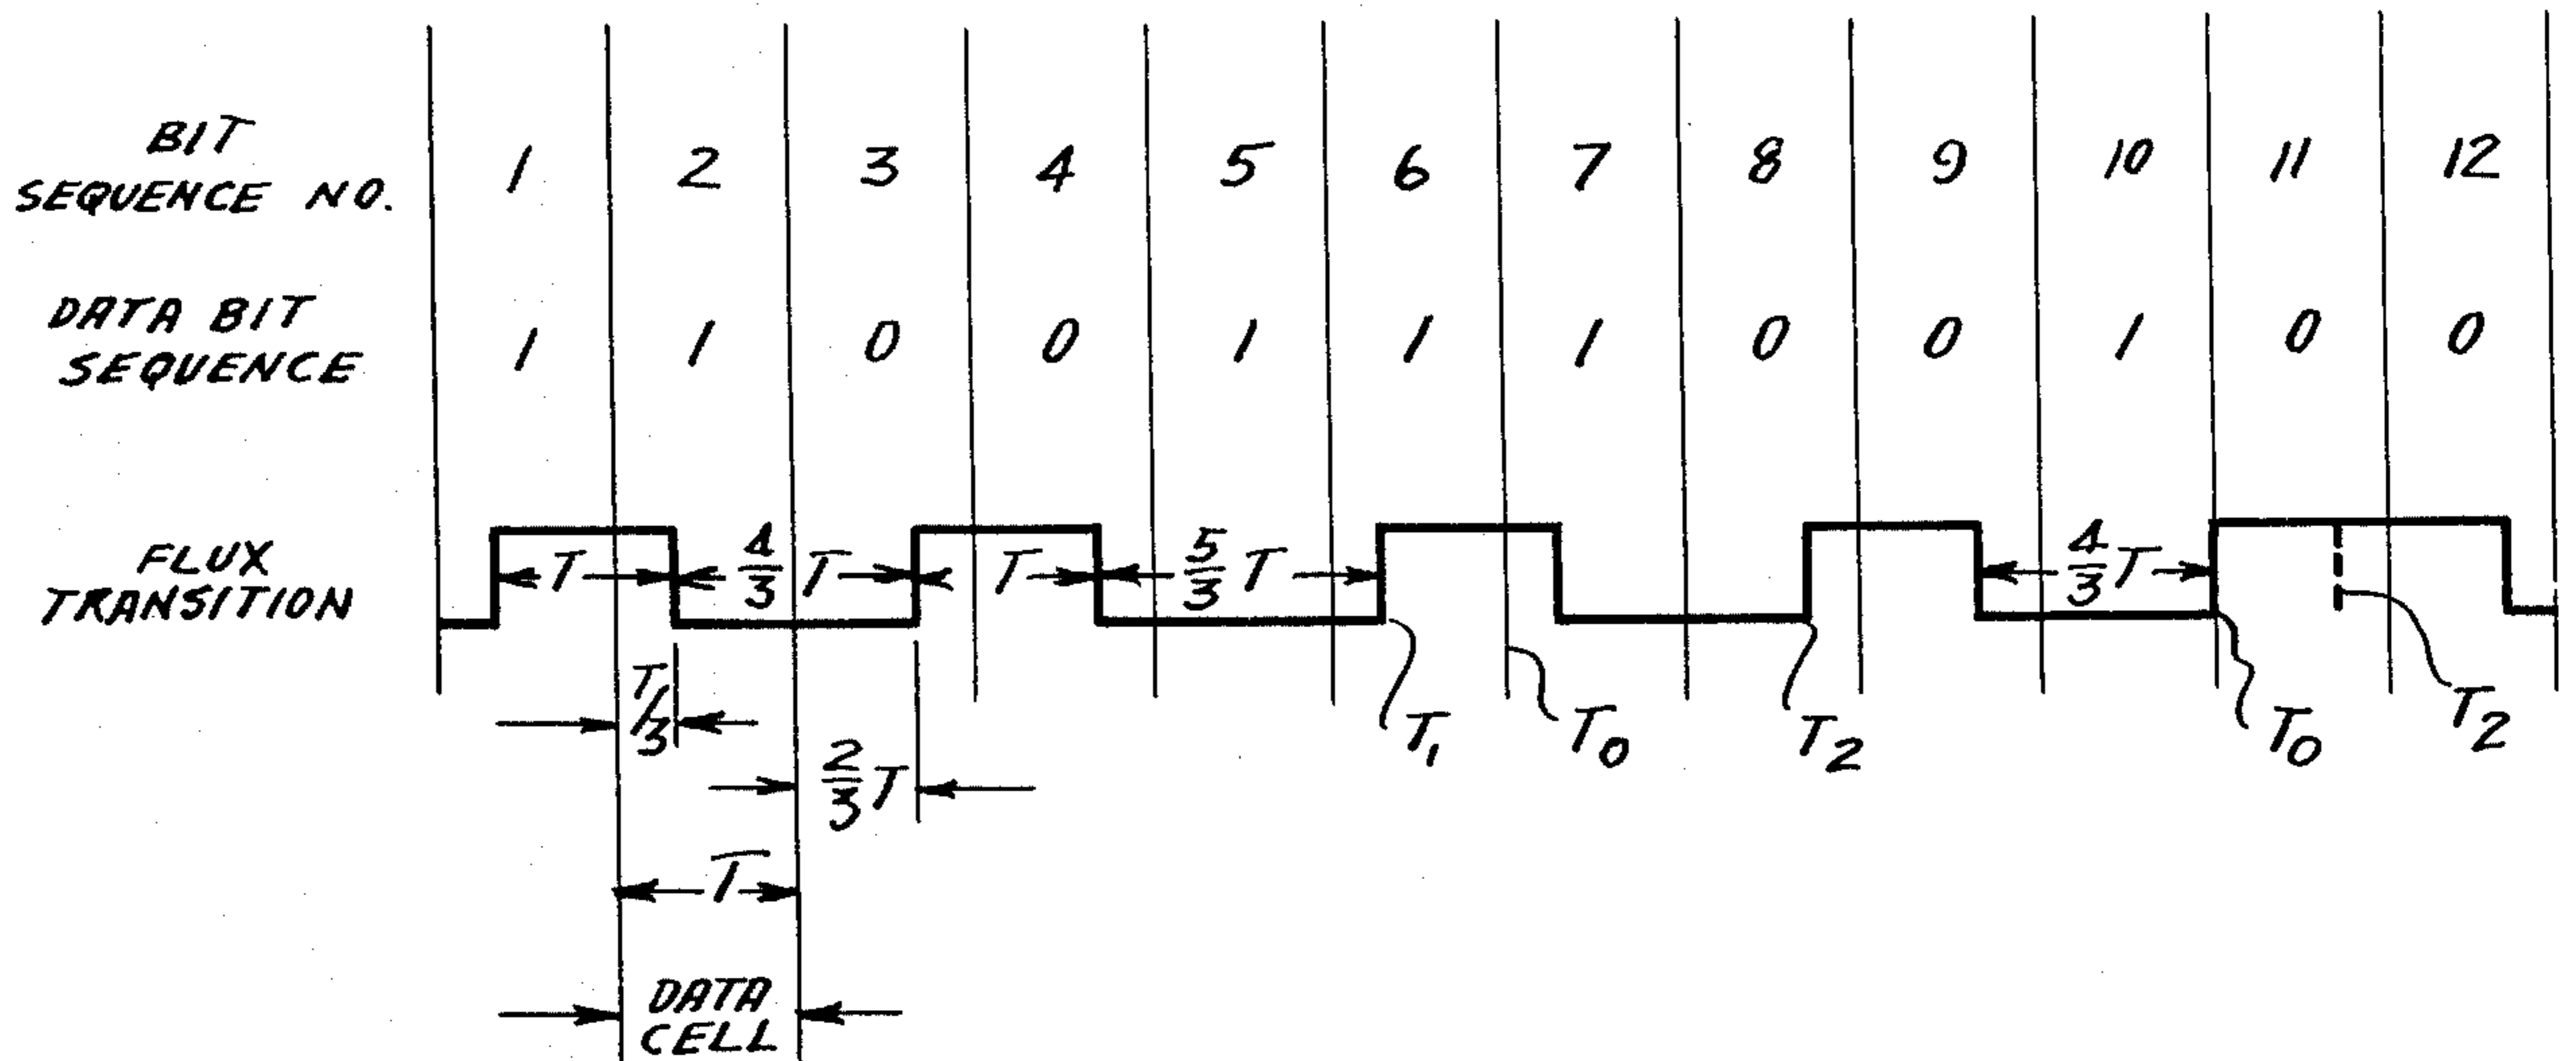 BIT
SEQUENCE NO.
1 2 3 4 5 6 7 8 9 10 11 12
DATA BIT
SEQUENCE
1 1 0 0 1 1 1 0 0 1 0 0
FLUX
TRANSITION
T 4/3 T T 5/3 T 4/3 T
T/3
T₁ T₀ T₂ T₀ T₂
2/3 T
T
DATA
CELL